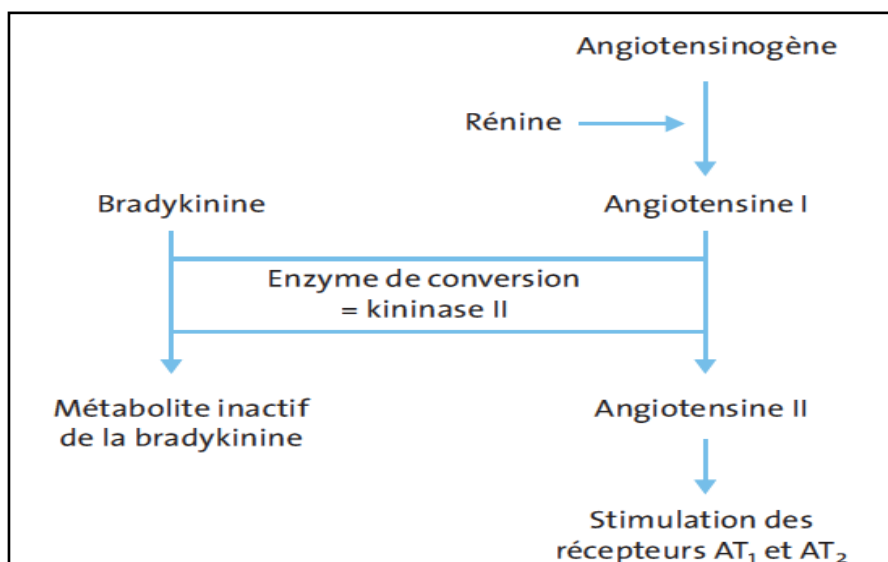 Angiotensinogène
Rénine
Bradykinine
Angiotensine I
Enzyme de conversion
= kininase II
Métabolite inactif
de la bradykinine
Angiotensine II
Stimulation des
récepteurs AT₁ et AT₂